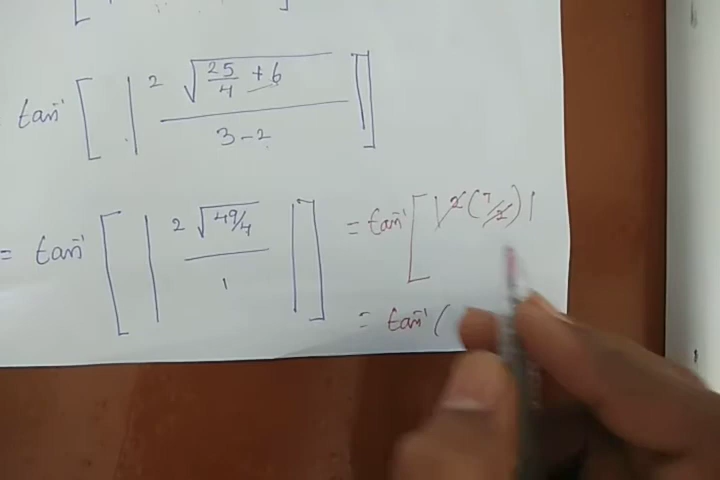 tan⁻¹ [ | 2 √(25/4 + 6) / 3 - 2 | ]
= tan⁻¹ [ | 2 √(49/4) / 1 | ] = tan⁻¹ [ | 2 (7/2) |
= tan⁻¹ (